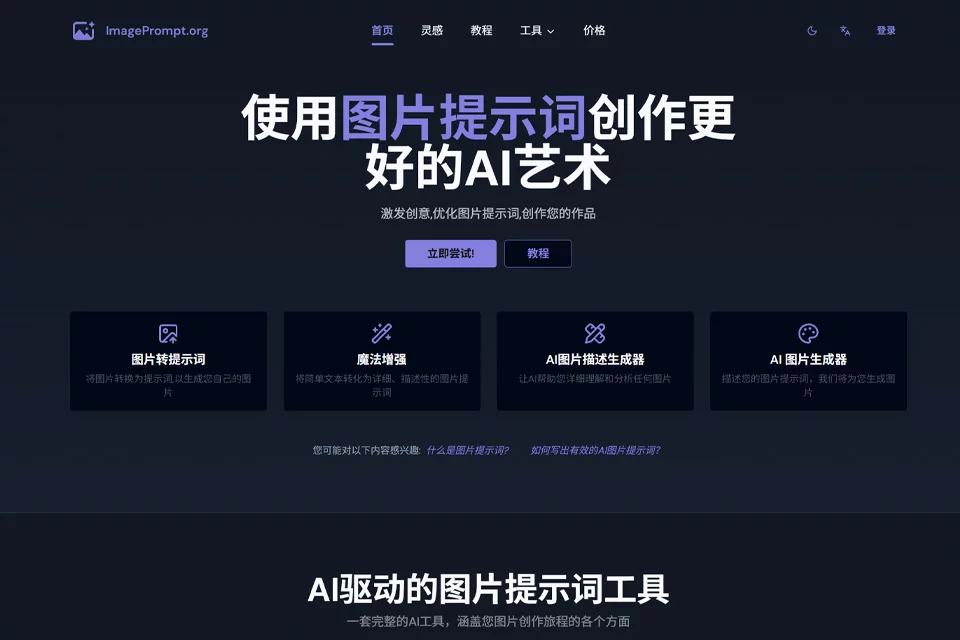 ImagePrompt.org
首页 灵感 教程 工具 价格
登录
使用图片提示词创作更
好的AI艺术
激发创意,优化图片提示词,创作您的作品
立即尝试! 教程
图片转提示词
将图片转换为提示词,以生成您自己的图
片
魔法增强
将简单文本转化为详细、描述性的图片提
示词
AI图片描述生成器
让AI帮助您详细理解和分析任何图片
AI 图片生成器
描述您的图片提示词，我们将为您生成图
片
您可能对以下内容感兴趣: 什么是图片提示词? 如何写出有效的AI图片提示词?
AI驱动的图片提示词工具
一套完整的AI工具，涵盖您图片创作旅程的各个方面